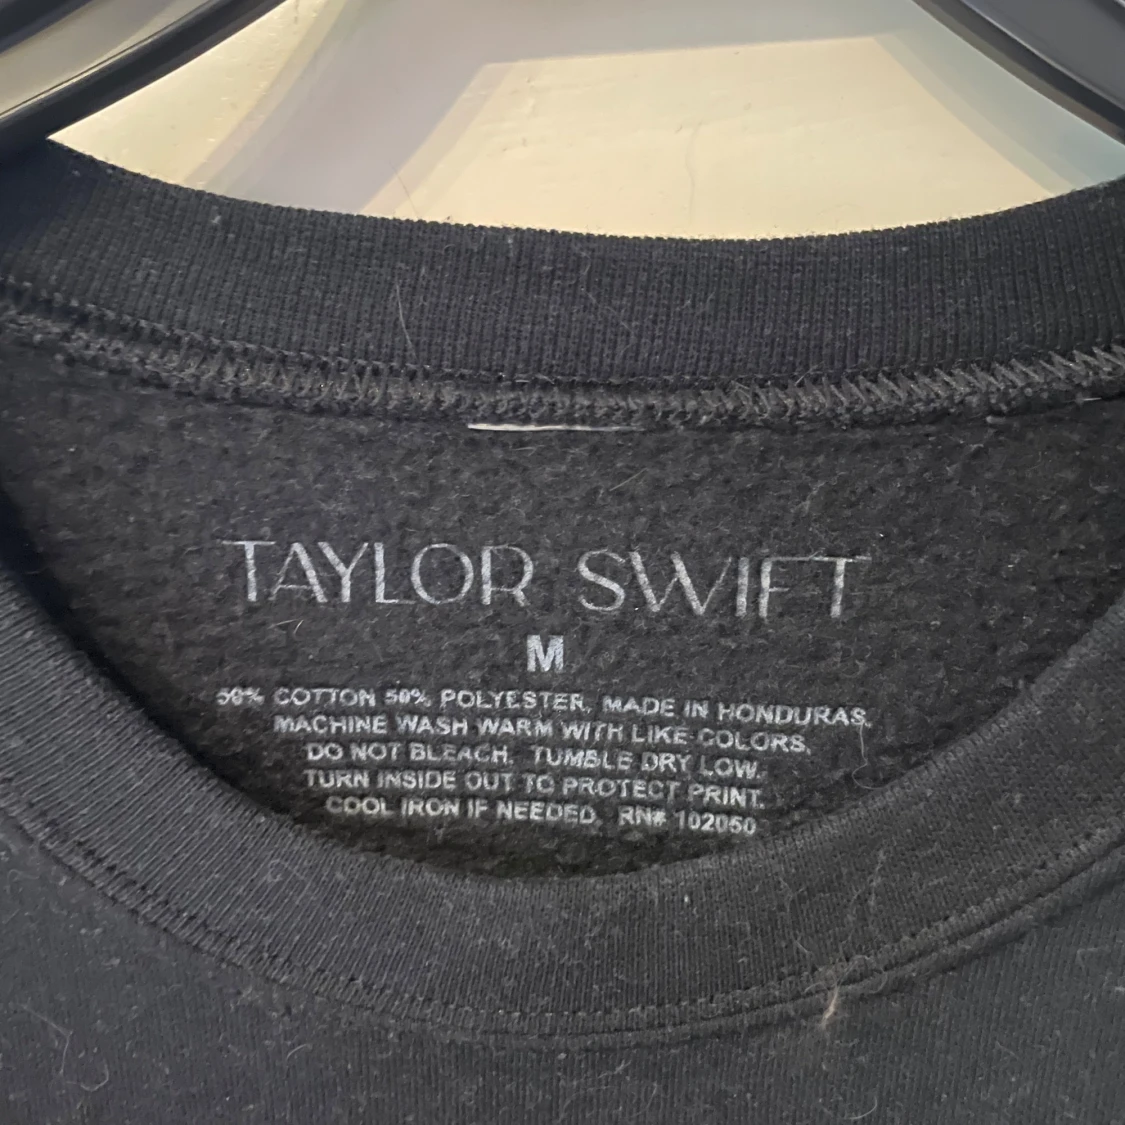 TAYLOR SWIFT
M
50% COTTON 50% POLYESTER. MADE IN HONDURAS.
MACHINE WASH WARM WITH LIKE COLORS.
DO NOT BLEACH. TUMBLE DRY LOW.
TURN INSIDE OUT TO PROTECT PRINT.
COOL IRON IF NEEDED. RN# 102050